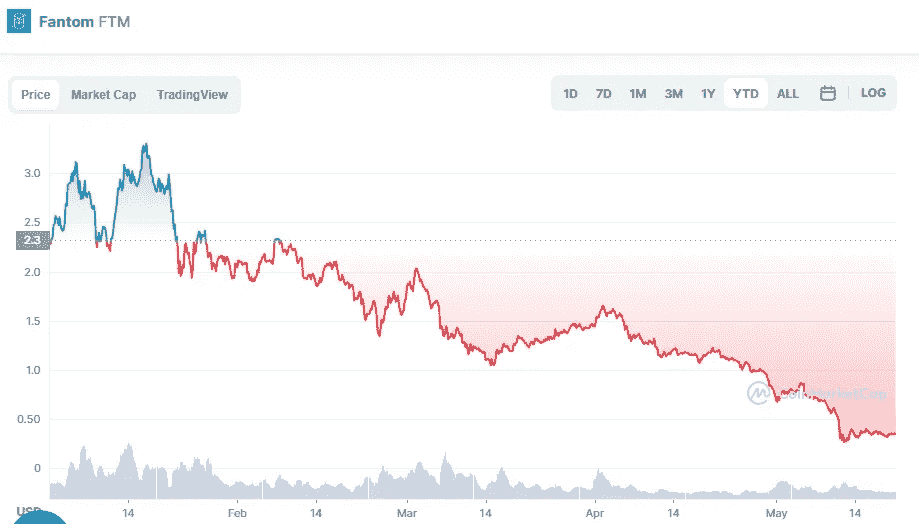 Fantom FTM
Price Market Cap TradingView
1D 7D 1M 3M 1Y YTD ALL LOG
3.0
2.5
2.3
2.0
1.5
1.0
CoinMarketCap
0.50
0
USD
14 Feb 14 Mar 14 Apr 14 May 14